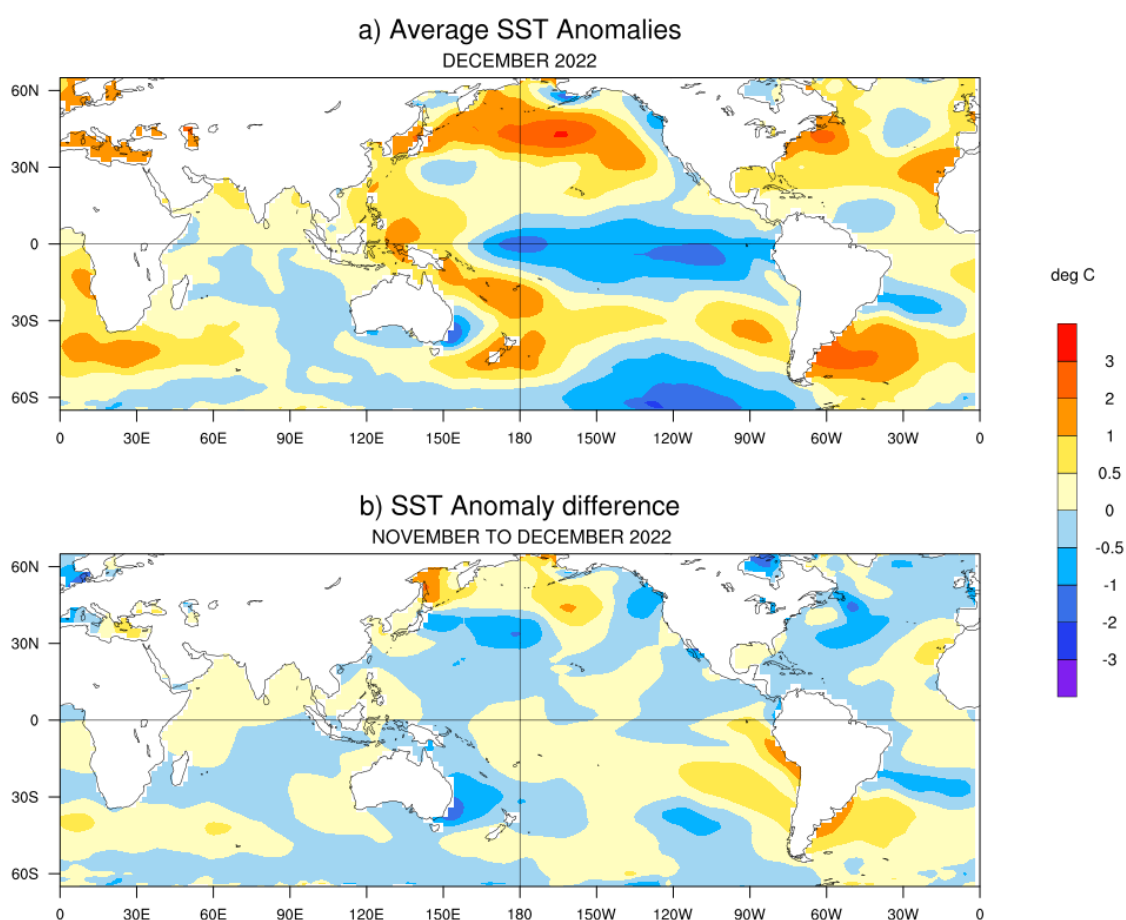 a) Average SST Anomalies
DECEMBER 2022
60N
30N
0
30S
60S
0 30E 60E 90E 120E 150E 180 150W 120W 90W 60W 30W 0
b) SST Anomaly difference
NOVEMBER TO DECEMBER 2022
60N
30N
0
30S
60S
0 30E 60E 90E 120E 150E 180 150W 120W 90W 60W 30W 0
deg C
3
2
1
0.5
0
-0.5
-1
-2
-3